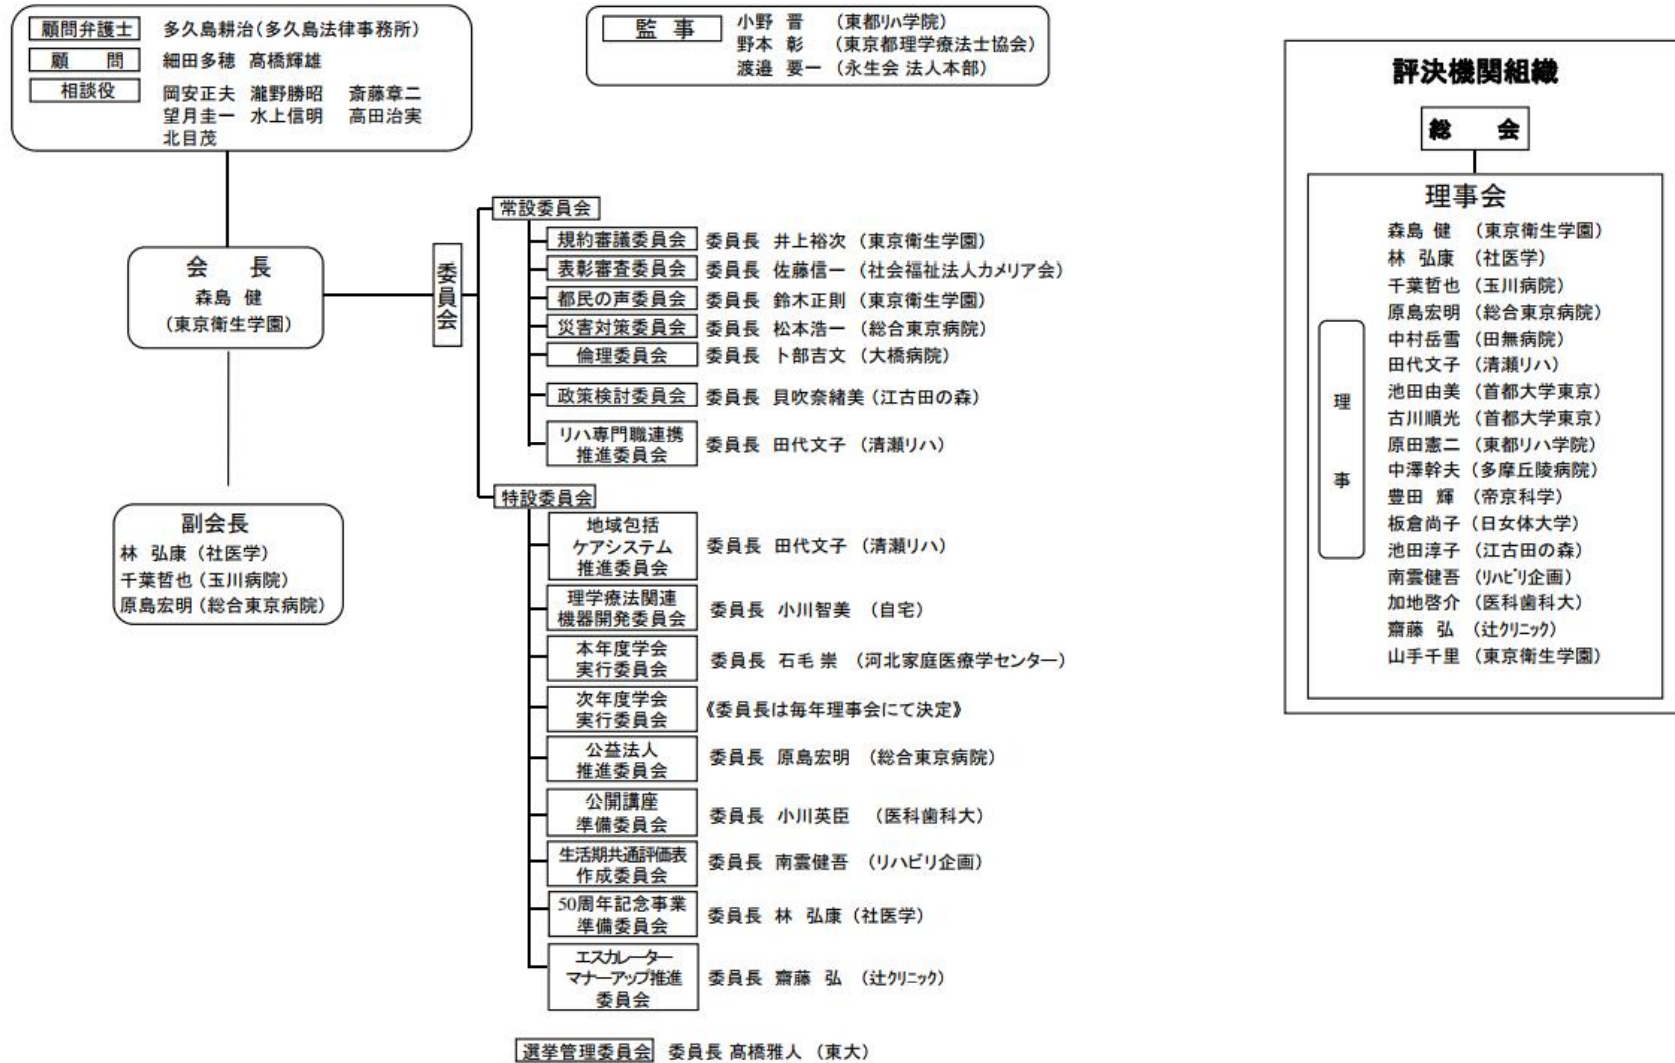 顧問弁護士 多久島耕治(多久島法律事務所)
顧 問 細田多穂 髙橋輝雄
相談役 岡安正夫 瀧野勝昭 斎藤章二
望月圭一 水上信明 高田治実
北目茂
監 事 小野 晋 (東都リハ学院)
野本 彰 (東京都理学療法士協会)
渡邉 要一 (永生会 法人本部)
会 長
森島 健
(東京衛生学園)
副会長
林 弘康 (社医学)
千葉哲也 (玉川病院)
原島宏明 (総合東京病院)
委員会
常設委員会
規約審議委員会 委員長 井上裕次 (東京衛生学園)
表彰審査委員会 委員長 佐藤信一 (社会福祉法人カメリア会)
都民の声委員会 委員長 鈴木正則 (東京衛生学園)
災害対策委員会 委員長 松本浩一 (総合東京病院)
倫理委員会 委員長 卜部吉文 (大橋病院)
政策検討委員会 委員長 貝吹奈緒美 (江古田の森)
リハ専門職連携
推進委員会 委員長 田代文子 (清瀬リハ)
特設委員会
地域包括
ケアシステム
推進委員会 委員長 田代文子 (清瀬リハ)
理学療法関連
機器開発委員会 委員長 小川智美 (自宅)
本年度学会
実行委員会 委員長 石毛 崇 (河北家庭医療学センター)
次年度学会
実行委員会 《委員長は毎年理事会にて決定》
公益法人
推進委員会 委員長 原島宏明 (総合東京病院)
公開講座
準備委員会 委員長 小川英臣 (医科歯科大)
生活期共通評価表
作成委員会 委員長 南雲健吾 (リハビリ企画)
50周年記念事業
準備委員会 委員長 林 弘康 (社医学)
エスカレーター
マナーアップ推進
委員会 委員長 齋藤 弘 (辻クリニック)
選挙管理委員会 委員長 髙橋雅人 (東大)
評決機関組織
総 会
理事会
理 事
森島 健 (東京衛生学園)
林 弘康 (社医学)
千葉哲也 (玉川病院)
原島宏明 (総合東京病院)
中村岳雪 (田無病院)
田代文子 (清瀬リハ)
池田由美 (首都大学東京)
古川順光 (首都大学東京)
原田憲二 (東都リハ学院)
中澤幹夫 (多摩丘陵病院)
豊田 輝 (帝京科学)
板倉尚子 (日女体大学)
池田淳子 (江古田の森)
南雲健吾 (リハビリ企画)
加地啓介 (医科歯科大)
齋藤 弘 (辻クリニック)
山手千里 (東京衛生学園)